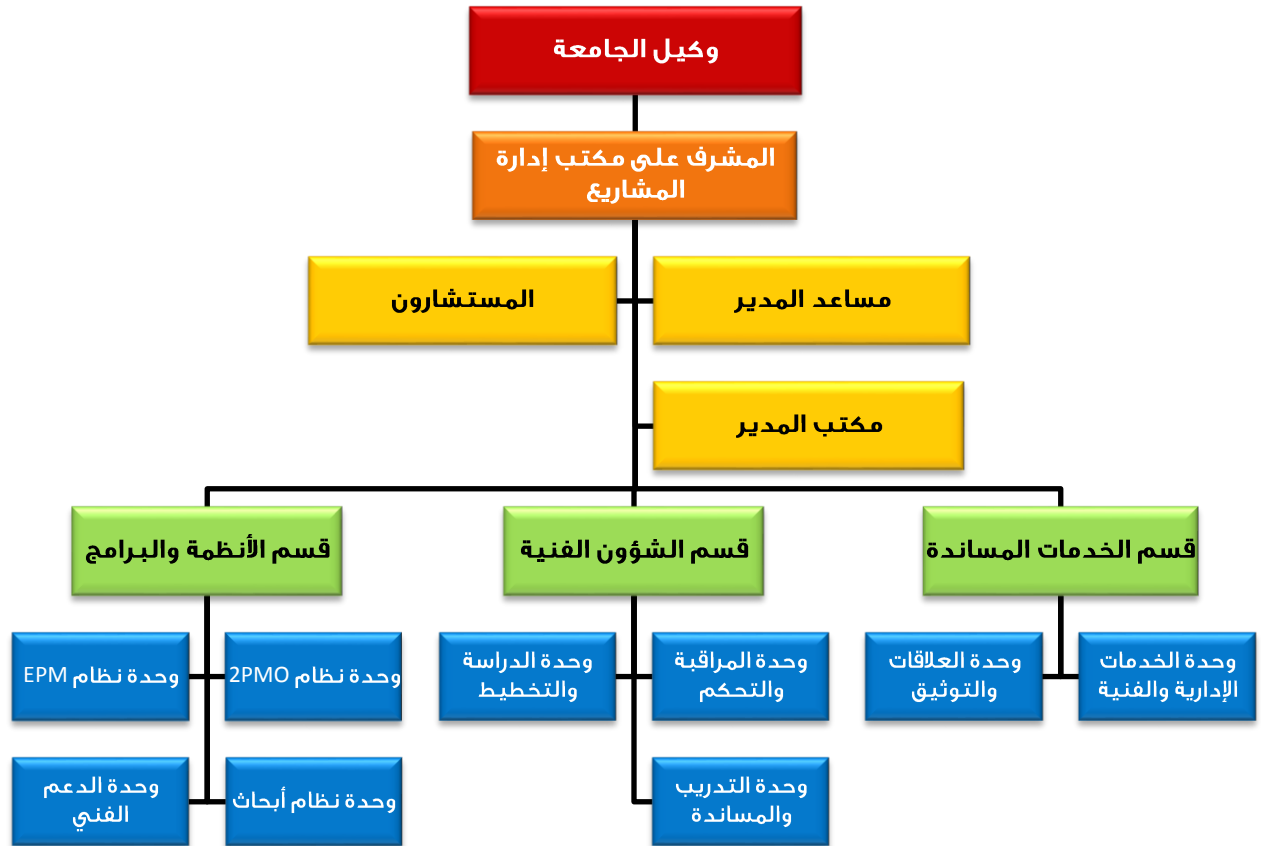 وكيل الجامعة
المشرف على مكتب إدارة
المشاريع
مساعد المدير
المستشارون
مكتب المدير
قسم الخدمات المساندة
قسم الشؤون الفنية
قسم الأنظمة والبرامج
وحدة الخدمات
الإدارية والفنية
وحدة العلاقات
والتوثيق
وحدة المراقبة
والتحكم
وحدة الدراسة
والتخطيط
وحدة نظام 2PMO
وحدة نظام EPM
وحدة التدريب
والمساندة
وحدة نظام أبحاث
وحدة الدعم
الفني